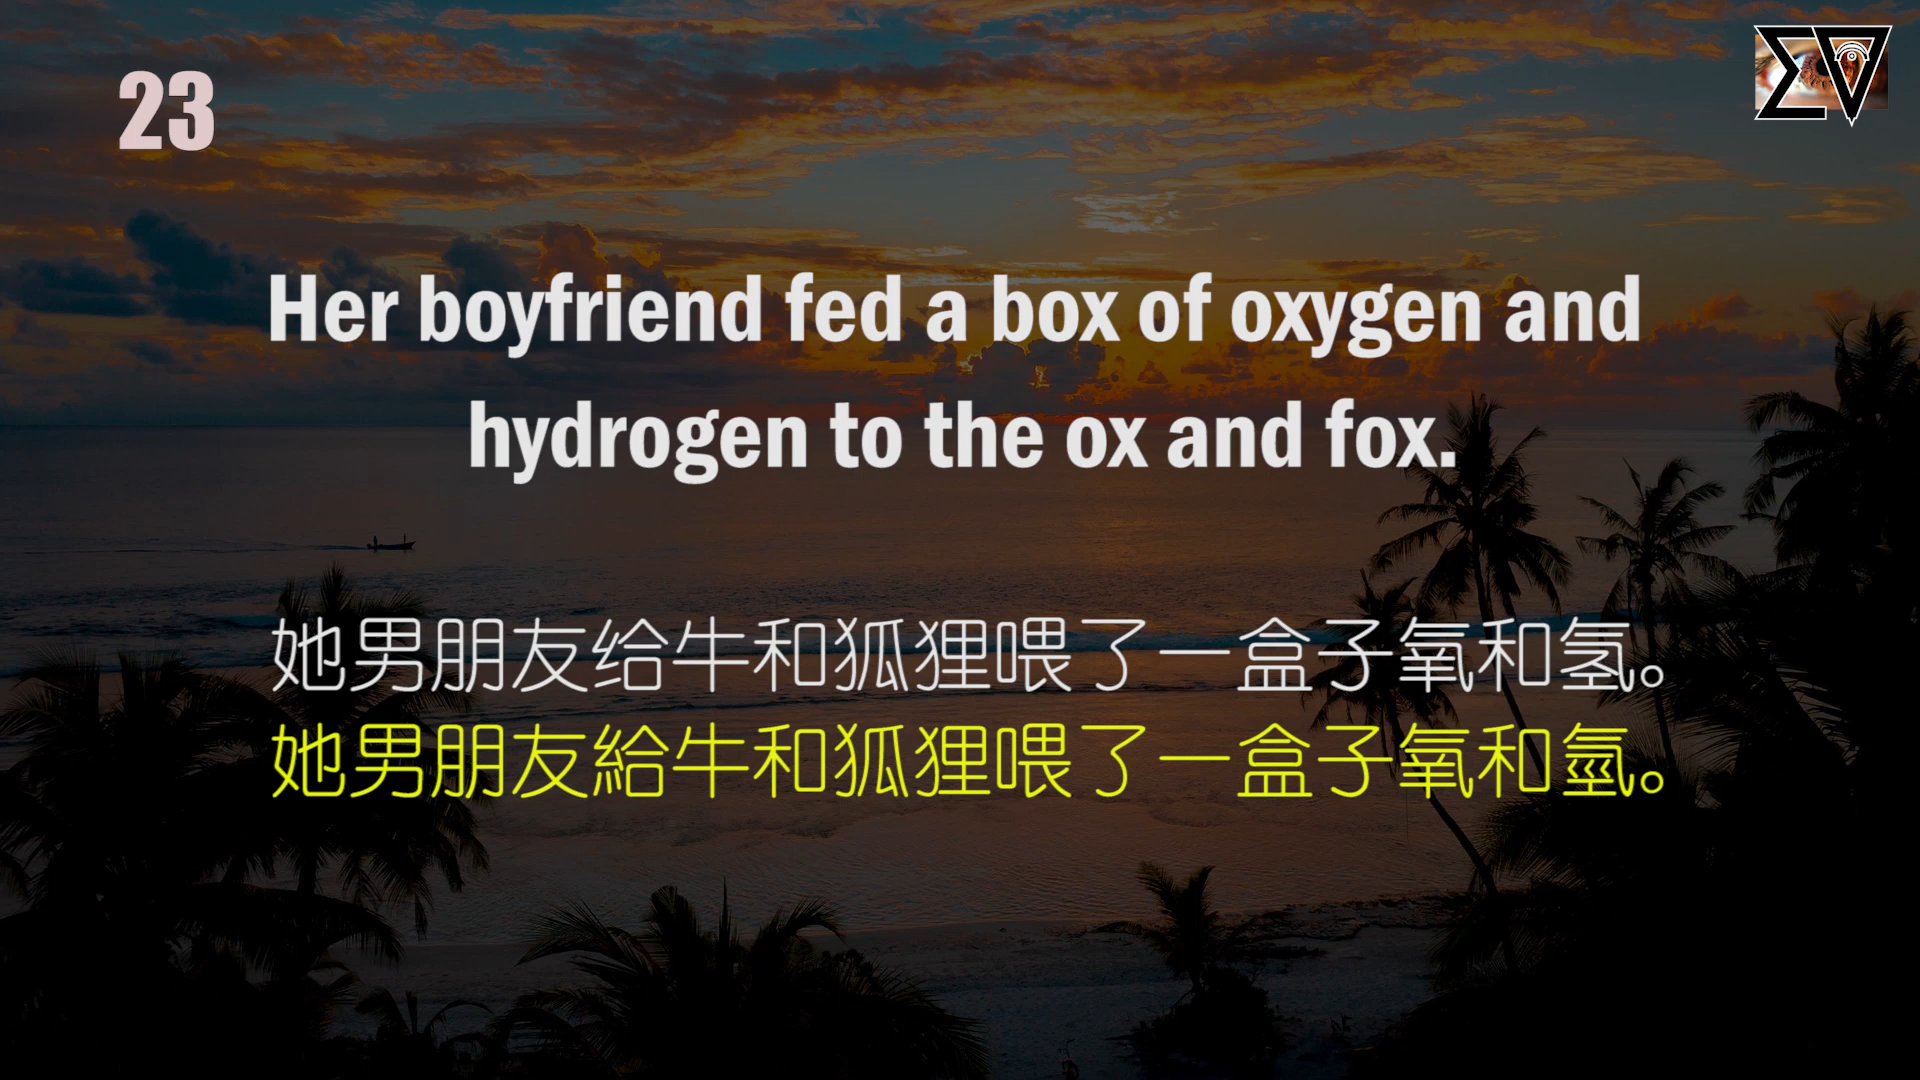 23
Her boyfriend fed a box of oxygen and
hydrogen to the ox and fox.
她男朋友给牛和狐狸喂了一盒子氧和氢。
她男朋友給牛和狐狸喂了一盒子氧和氫。